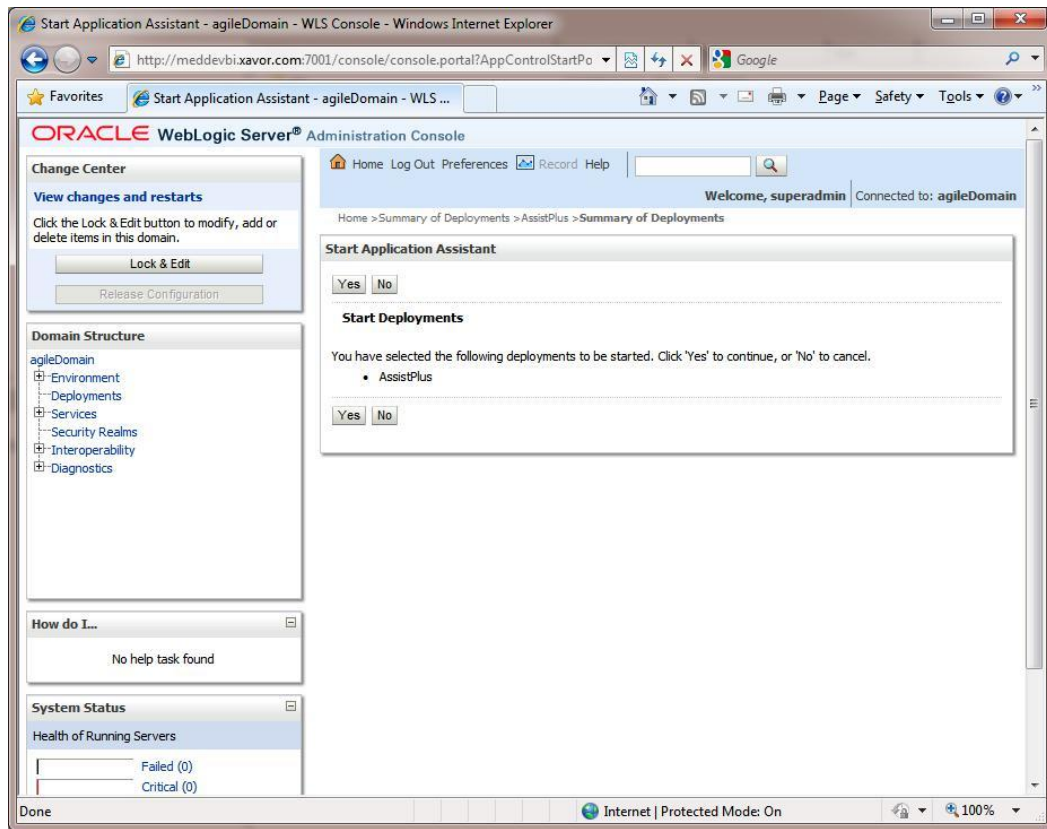 Start Application Assistant - agileDomain - WLS Console - Windows Internet Explorer
http://meddevbi.xavor.com:7001/console/console.portal?AppControlStartPo
Google
Favorites
Start Application Assistant - agileDomain - WLS ...
Page Safety Tools
ORACLE WebLogic Server® Administration Console
Change Center
View changes and restarts
Click the Lock & Edit button to modify, add or
delete items in this domain.
Lock & Edit
Release Configuration
Domain Structure
agileDomain
Environment
Deployments
Services
Security Realms
Interoperability
Diagnostics
How do I...
No help task found
System Status
Health of Running Servers
Failed (0)
Critical (0)
Home Log Out Preferences Record Help
Welcome, superadmin Connected to: agileDomain
Home >Summary of Deployments >AssistPlus >Summary of Deployments
Start Application Assistant
Yes No
Start Deployments
You have selected the following deployments to be started. Click 'Yes' to continue, or 'No' to cancel.
• AssistPlus
Yes No
Done
Internet | Protected Mode: On
100%